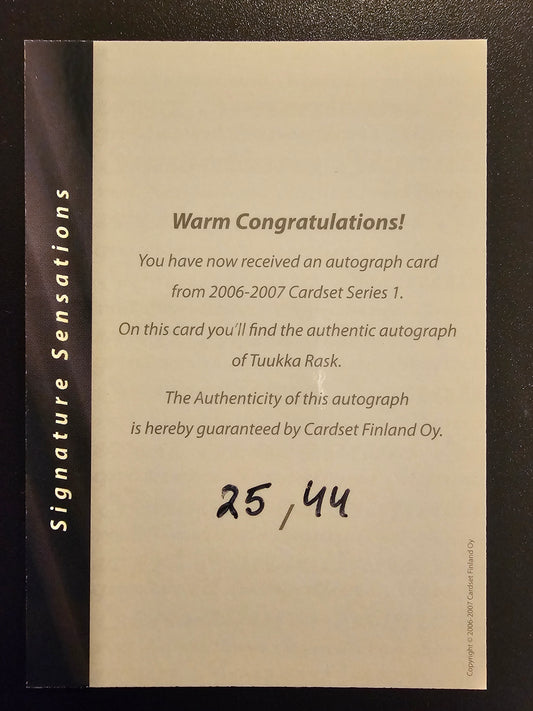 Signature Sensations
Warm Congratulations!
You have now received an autograph card
from 2006-2007 Cardset Series 1.
On this card you'll find the authentic autograph
of Tuukka Rask.
The Authenticity of this autograph
is hereby guaranteed by Cardset Finland Oy.
25 / 44
Copyright © 2006-2007 Cardset Finland Oy